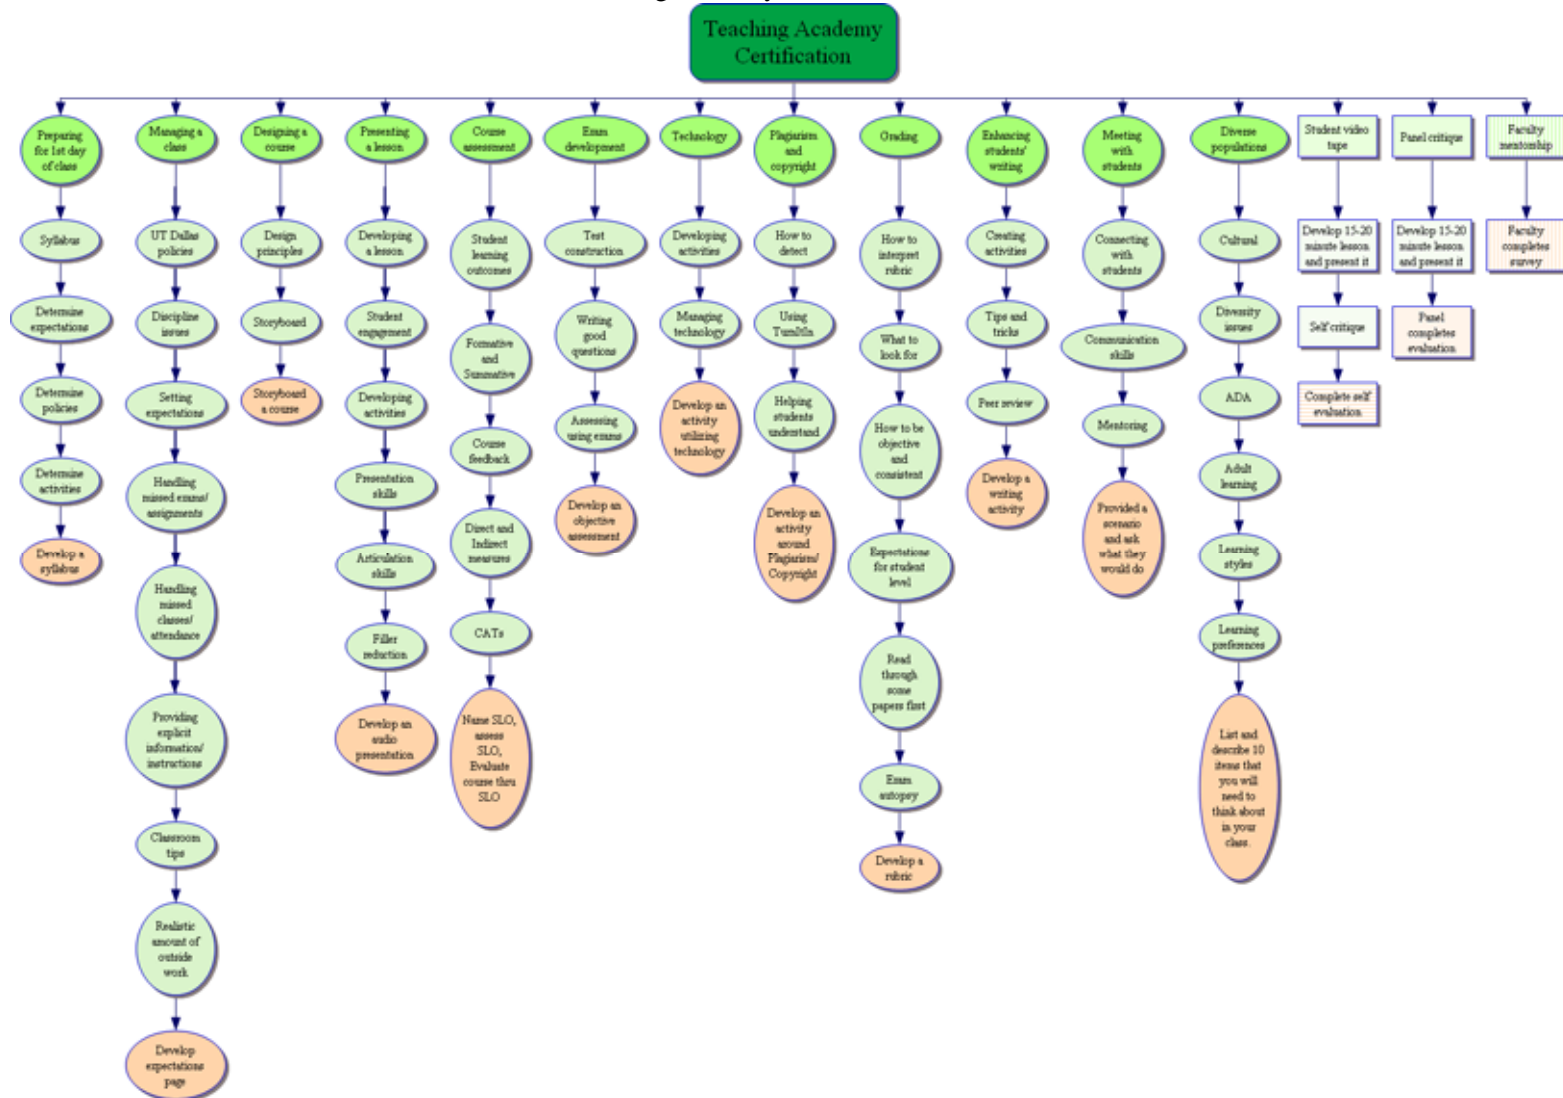 Teaching Academy
Certification
Preparing
for 1st day
of class
Syllabus
Determine
expectations
Determine
policies
Determine
activities
Develop a
syllabus
Managing a
class
UT Dallas
policies
Discipline
issues
Setting
expectations
Handling
missed exams/
assignments
Handling
missed
classes/
attendance
Providing
explicit
information/
instructions
Classroom
tips
Realistic
amount of
outside
work
Develop
expectations
page
Designing a
course
Design
principles
Storyboard
Storyboard
a course
Presenting
a lesson
Developing
a lesson
Student
engagement
Developing
activities
Presentation
skills
Articulation
skills
Filler
reduction
Develop an
audio
presentation
Course
assessment
Student
learning
outcomes
Formative
and
Summative
Course
feedback
Direct and
Indirect
measures
CATs
Name SLO,
assess
SLO,
Evaluate
course thru
SLO
Exam
development
Test
construction
Writing
good
questions
Assessing
using exams
Develop an
objective
assessment
Technology
Developing
activities
Managing
technology
Develop an
activity
utilizing
technology
Plagiarism
and
copyright
How to
detect
Using
TurnItIn
Helping
students
understand
Develop an
activity
around
Plagiarism/
Copyright
Grading
How to
interpret
rubric
What to
look for
How to be
objective
and
consistent
Expectations
for student
level
Read
through
some
papers first
Exam
autopsy
Develop a
rubric
Enhancing
students'
writing
Creating
activities
Tips and
tricks
Peer review
Develop a
writing
activity
Meeting
with
students
Connecting
with
students
Communication
skills
Mentoring
Provided a
scenario
and ask
what they
would do
Diverse
populations
Cultural
Diversity
issues
ADA
Adult
learning
Learning
styles
Learning
preferences
List and
describe 10
items that
you will
need to
think about
in your
class.
Student video
tape
Develop 15-20
minute lesson
and present it
Self critique
Complete self
evaluation
Panel critique
Develop 15-20
minute lesson
and present it
Panel
completes
evaluation
Faculty
mentorship
Faculty
completes
survey